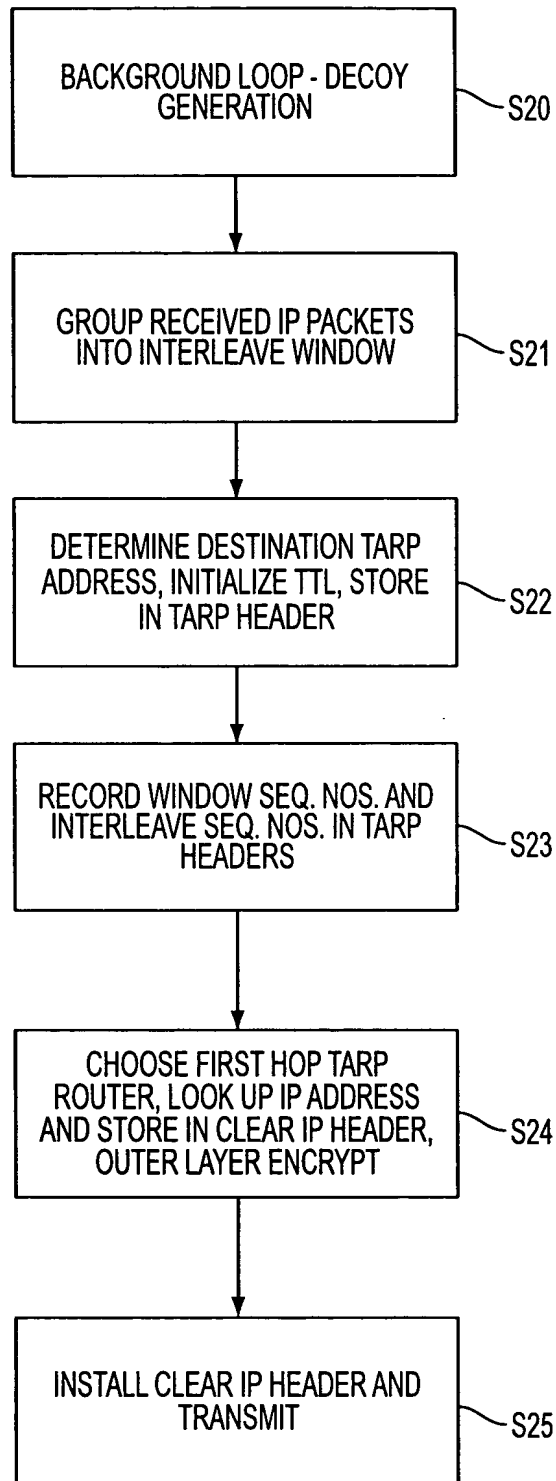 BACKGROUND LOOP - DECOY
GENERATION
S20
GROUP RECEIVED IP PACKETS
INTO INTERLEAVE WINDOW
S21
DETERMINE DESTINATION TARP
ADDRESS, INITIALIZE TTL, STORE
IN TARP HEADER
S22
RECORD WINDOW SEQ. NOS. AND
INTERLEAVE SEQ. NOS. IN TARP
HEADERS
S23
CHOOSE FIRST HOP TARP
ROUTER, LOOK UP IP ADDRESS
AND STORE IN CLEAR IP HEADER,
OUTER LAYER ENCRYPT
S24
INSTALL CLEAR IP HEADER AND
TRANSMIT
S25